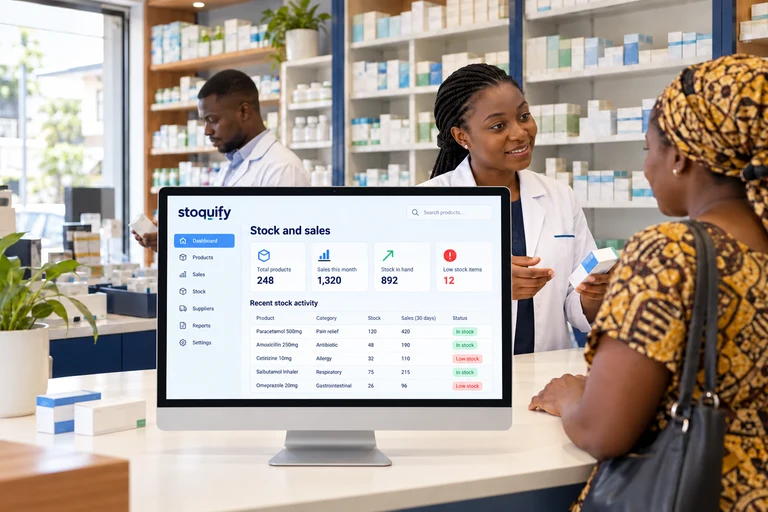 stoquify
Search products...
Dashboard
Products
Sales
Stock
Suppliers
Reports
Settings
Stock and sales
Total products
248
Sales this month
1,320
Stock in hand
892
Low stock items
12
Recent stock activity
Product Category Stock Sales (30 days) Status
Paracetamol 500mg Pain relief 120 420 In stock
Amoxicillin 250mg Antibiotic 48 190 In stock
Cetirizine 10mg Allergy 32 110 Low stock
Salbutamol Inhaler Respiratory 75 215 In stock
Omeprazole 20mg Gastrointestinal 26 96 Low stock